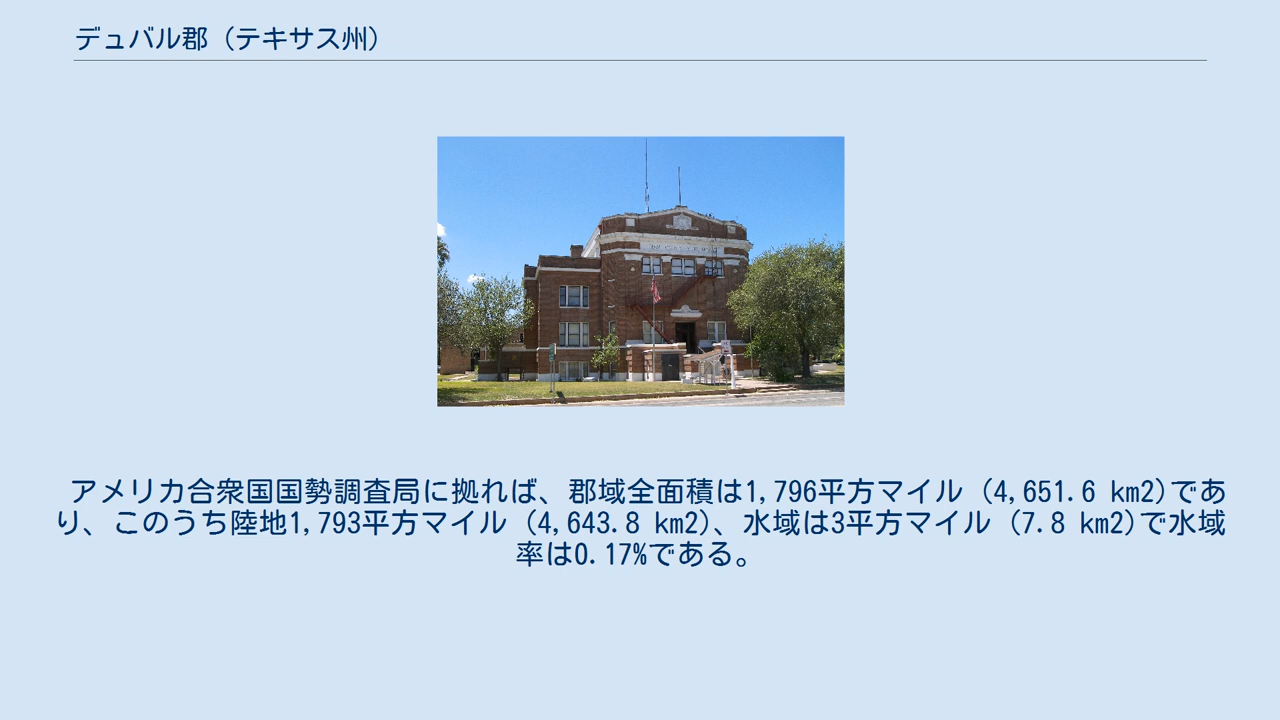 デュバル郡（テキサス州）
アメリカ合衆国国勢調査局に拠れば、郡域全面積は1,796平方マイル (4,651.6 km2)であ
り、このうち陸地1,793平方マイル (4,643.8 km2)、水域は3平方マイル (7.8 km2)で水域
率は0.17%である。